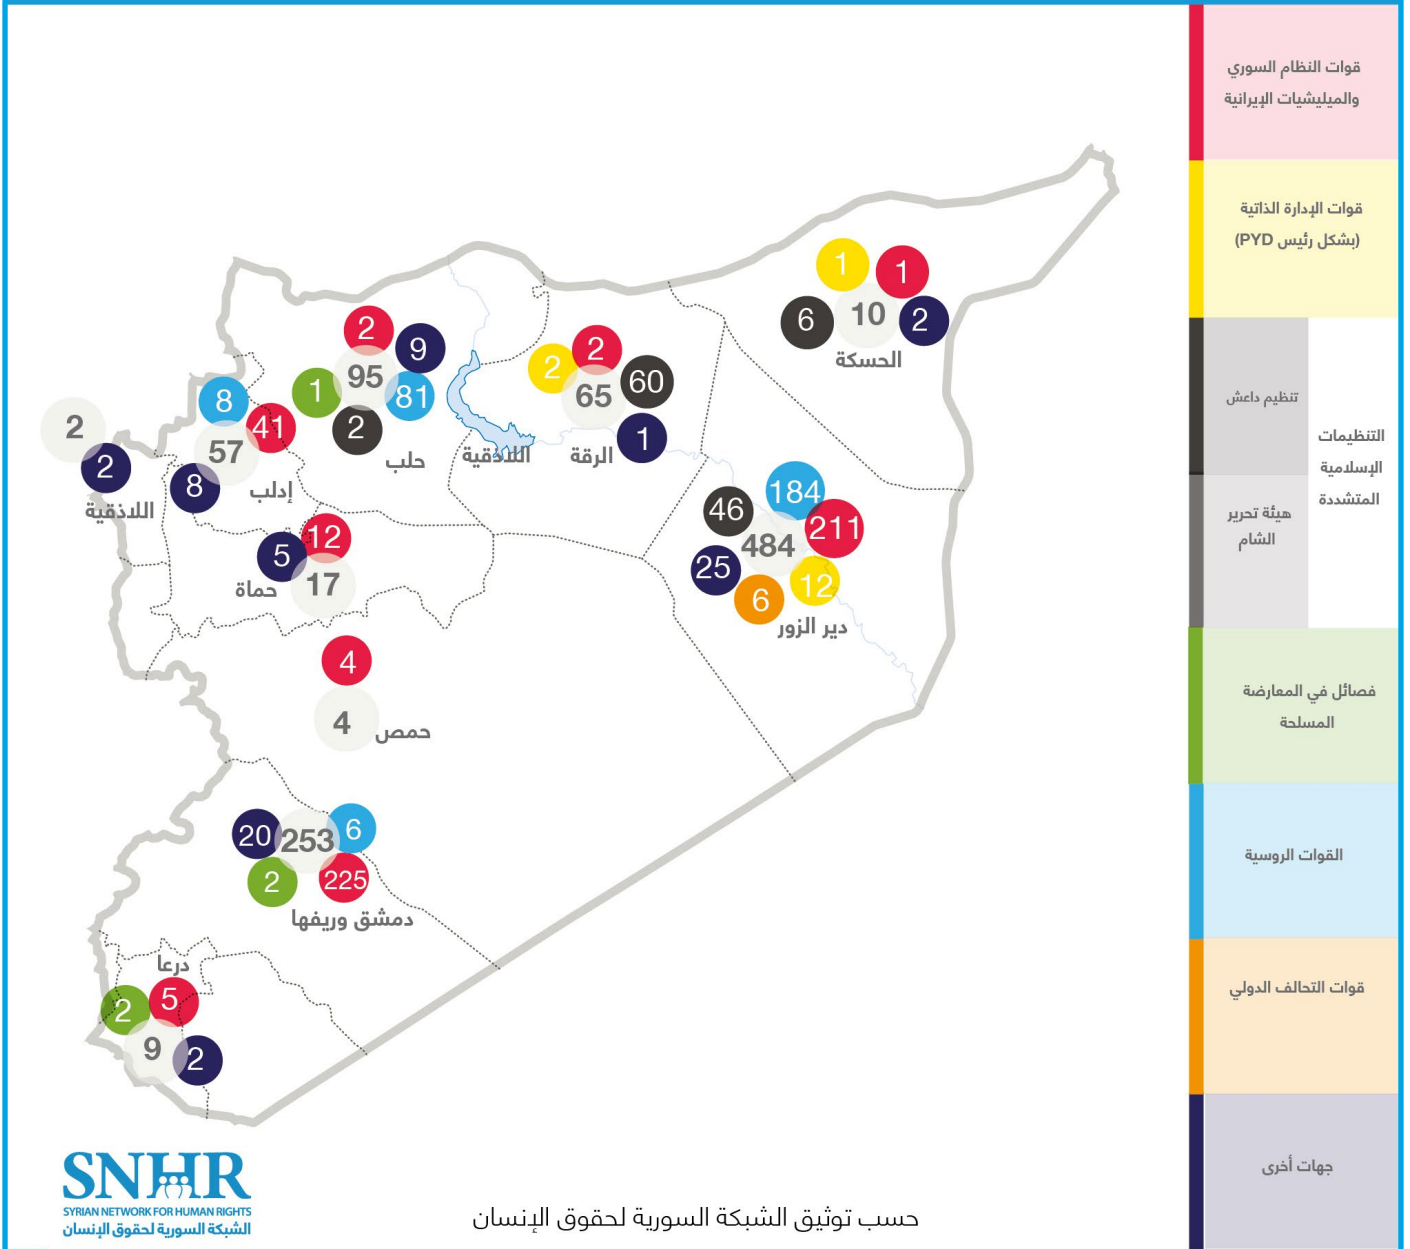 قوات النظام السوري
والميليشيات الإيرانية
قوات الإدارة الذاتية
(بشكل رئيس PYD)
التنظيمات
الإسلامية
المتشددة
تنظيم داعش
هيئة تحرير
الشام
فصائل في المعارضة
المسلحة
القوات الروسية
قوات التحالف الدولي
جهات أخرى
1
1
6
10
2
الحسكة
2
9
95
1
81
2
حلب
اللاذقية
2
2
60
65
1
الرقة
8
41
57
8
إدلب
2
2
اللاذقية
12
5
17
حماة
184
46
211
484
25
12
6
دير الزور
4
4
حمص
20
253
6
2
225
دمشق وريفها
درعا
2
5
9
2
SNHR
SYRIAN NETWORK FOR HUMAN RIGHTS
الشبكة السورية لحقوق الإنسان
حسب توثيق الشبكة السورية لحقوق الإنسان